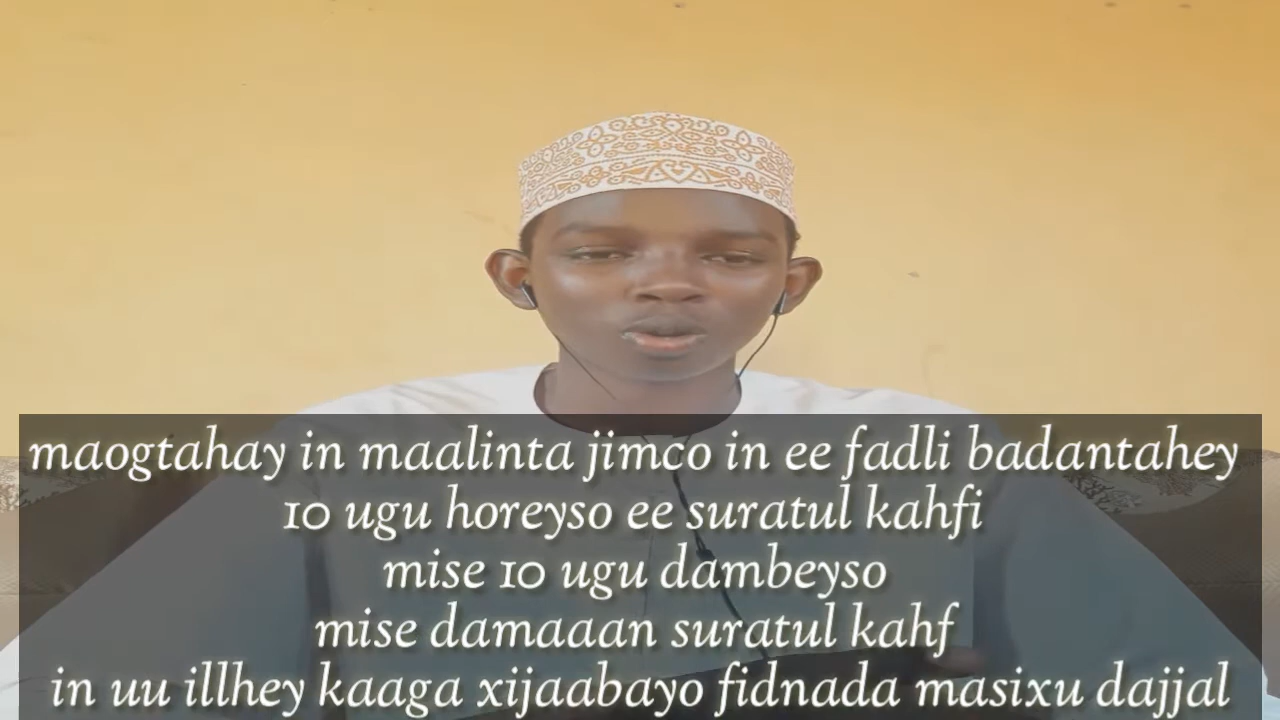 maogtahay in maalinta jimco in ee fadli badantahey
10 ugu horeyso ee suratul kahfi
mise 10 ugu dambeyso
mise damaaan suratul kahf
in uu illhey kaaga xijaabayo fidnada masixu dajjal